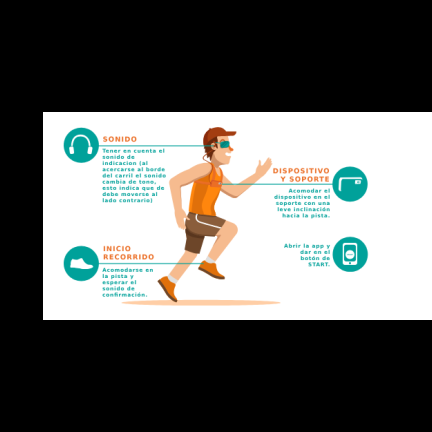 SONIDO
Tener en cuenta el
sonido de
indicacion (al
acercarse al borde
del carril el sonido
cambia de tono,
esto indica que de
debe moverse al
lado contrario)
DISPOSITIVO
Y SOPORTE
Acomodar el
dispositivo en el
soporte con una
leve inclinación
hacia la pista.
INICIO
RECORRIDO
Acomodarse en
la pista y
esperar el
sonido de
confirmación.
Abrir la app y
dar en el
botón de
START.